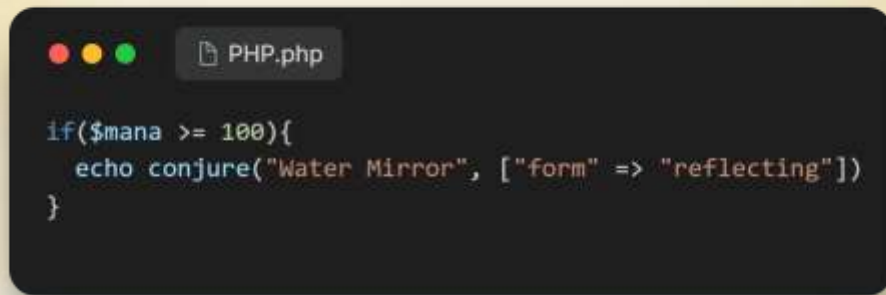 PHP.php
if($mana >= 100){
  echo conjure("Water Mirror", ["form" => "reflecting"])
}